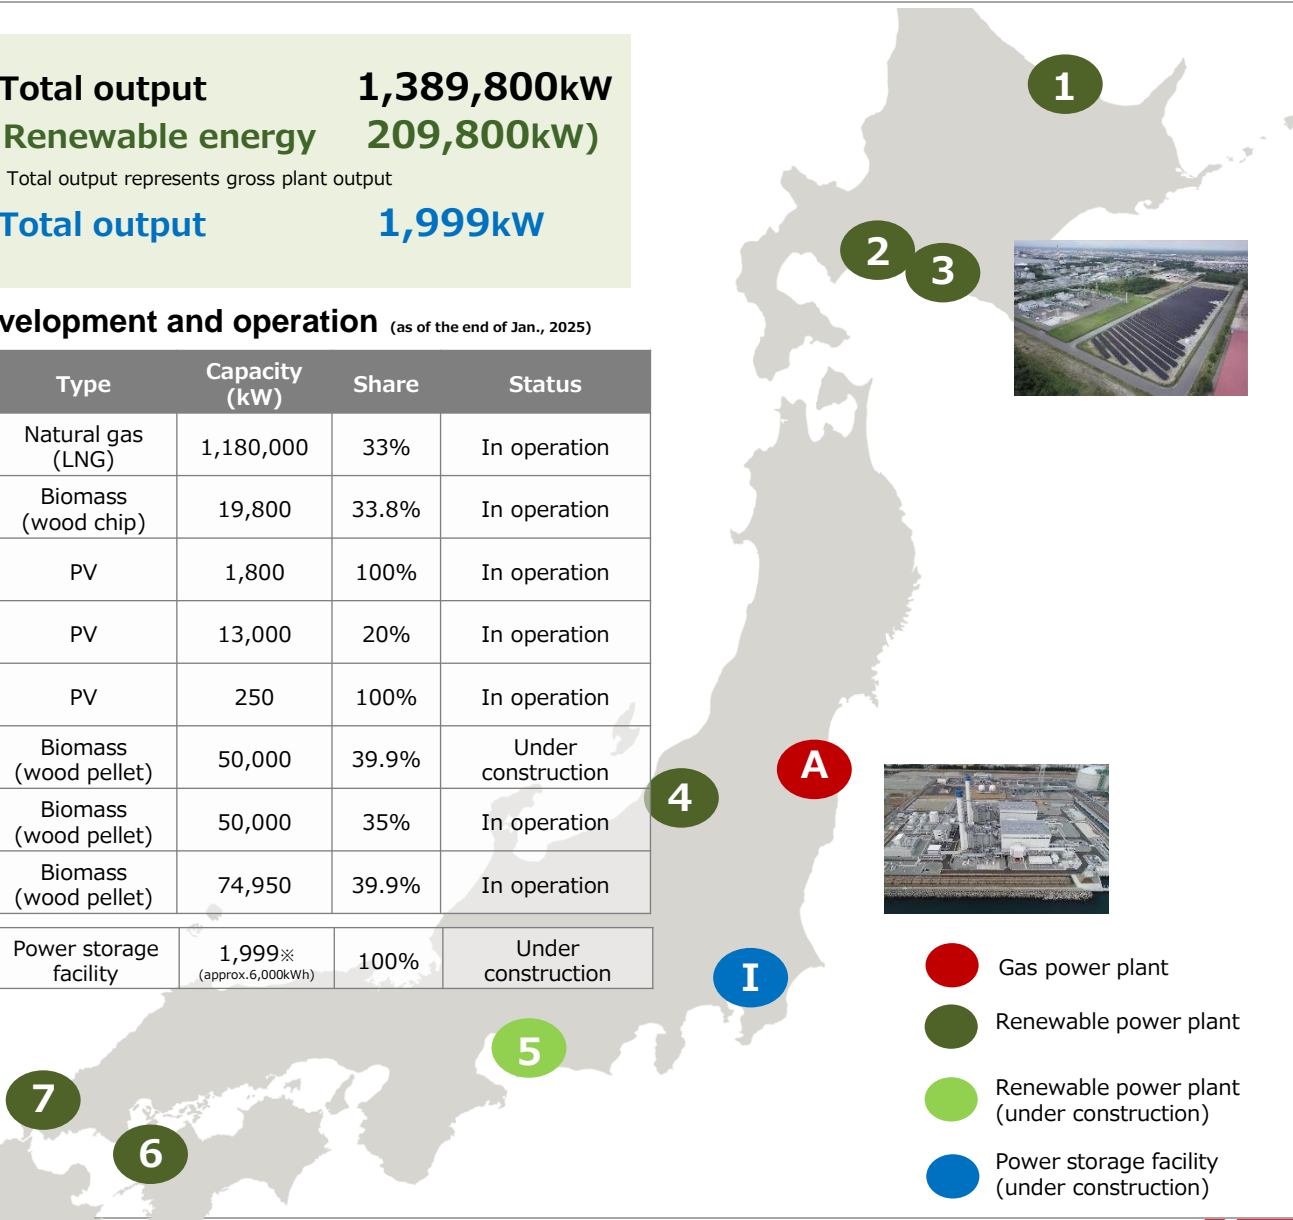 Total output 1,389,800kW
Renewable energy 209,800kW)
Total output represents gross plant output
Total output 1,999kW
velopment and operation (as of the end of Jan., 2025)
Type Capacity (kW) Share Status
Natural gas (LNG) 1,180,000 33% In operation
Biomass (wood chip) 19,800 33.8% In operation
PV 1,800 100% In operation
PV 13,000 20% In operation
PV 250 100% In operation
Biomass (wood pellet) 50,000 39.9% Under construction
Biomass (wood pellet) 50,000 35% In operation
Biomass (wood pellet) 74,950 39.9% In operation
Power storage facility 1,999※ (approx.6,000kWh) 100% Under construction
1
2
3
A
4
I
5
7
6
Gas power plant
Renewable power plant
Renewable power plant
(under construction)
Power storage facility
(under construction)